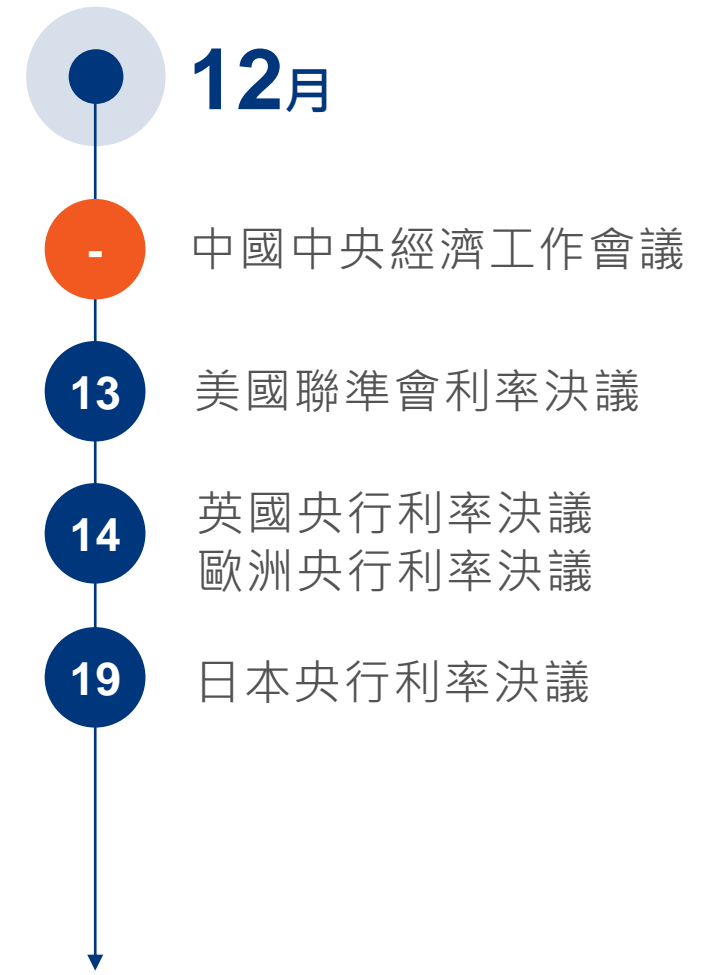 12月
-
中國中央經濟工作會議
13
美國聯準會利率決議
14
英國央行利率決議
歐洲央行利率決議
19
日本央行利率決議